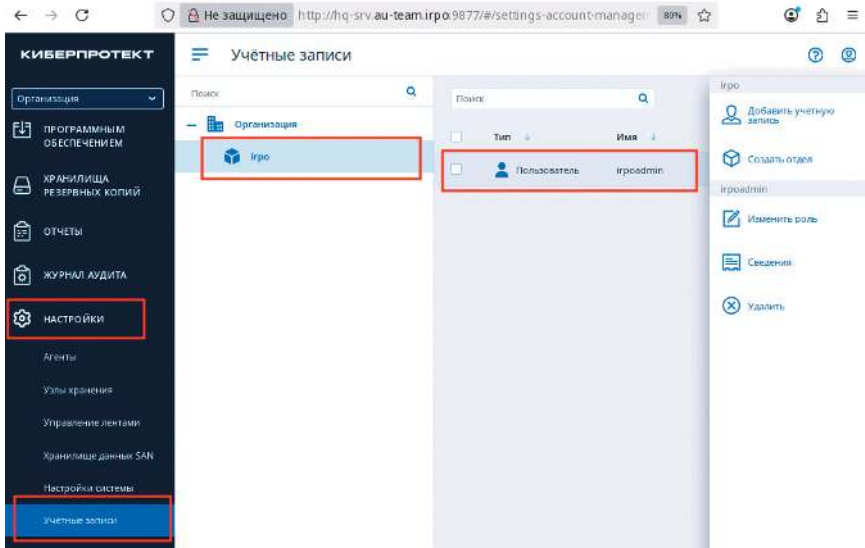 Не защищено http://hq-srv.au-team.irpo:9877/#/settings-account-manager 80%
КИБЕРПРОТЕКТ
Учётные записи
Организация
ПРОГРАММНЫМ
ОБЕСПЕЧЕНИЕМ
ХРАНИЛИЩА
РЕЗЕРВНЫХ КОПИЙ
ОТЧЕТЫ
ЖУРНАЛ АУДИТА
НАСТРОЙКИ
Агенты
Узлы хранения
Управление лентами
Хранилище данных SAN
Настройки системы
Учётные записи
Поиск
Организация
irpo
Поиск
Тип Имя
Пользователь irpoadmin
irpo
Добавить учетную
запись
Создать отдел
irpoadmin
Изменить роль
Сведения
Удалить